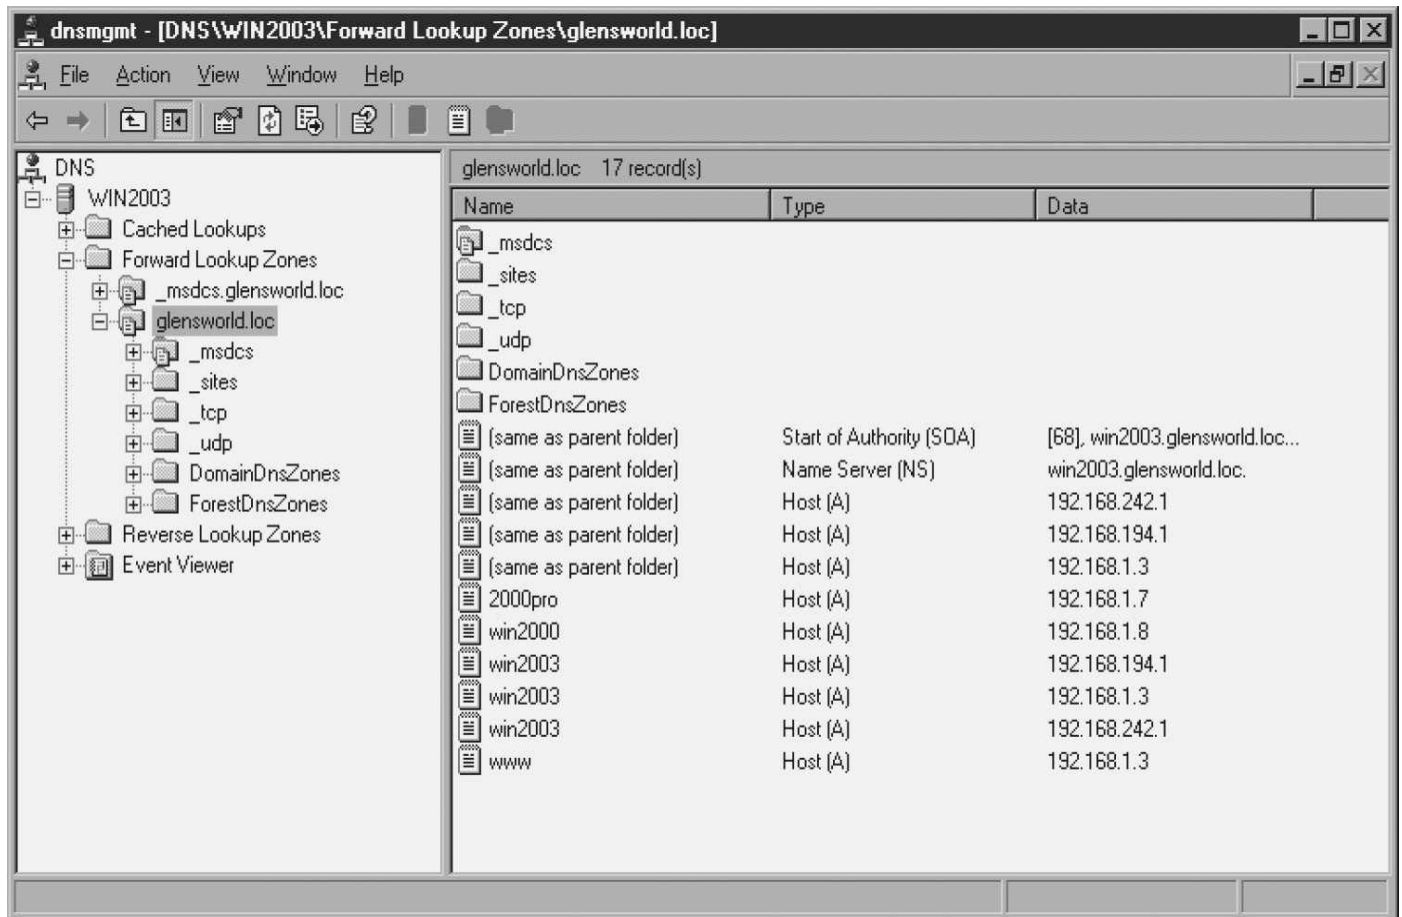 dnsmgmt - [DNS\WIN2003\Forward Lookup Zones\glensworld.loc]
File Action View Window Help
DNS
WIN2003
Cached Lookups
Forward Lookup Zones
_msdcs.glensworld.loc
glensworld.loc
_msdcs
_sites
_tcp
_udp
DomainDnsZones
ForestDnsZones
Reverse Lookup Zones
Event Viewer
glensworld.loc 17 record(s)
Name Type Data
_msdcs
_sites
_tcp
_udp
DomainDnsZones
ForestDnsZones
(same as parent folder) Start of Authority (SOA) [68], win2003.glensworld.loc...
(same as parent folder) Name Server (NS) win2003.glensworld.loc.
(same as parent folder) Host (A) 192.168.242.1
(same as parent folder) Host (A) 192.168.194.1
(same as parent folder) Host (A) 192.168.1.3
2000pro Host (A) 192.168.1.7
win2000 Host (A) 192.168.1.8
win2003 Host (A) 192.168.194.1
win2003 Host (A) 192.168.1.3
win2003 Host (A) 192.168.242.1
www Host (A) 192.168.1.3